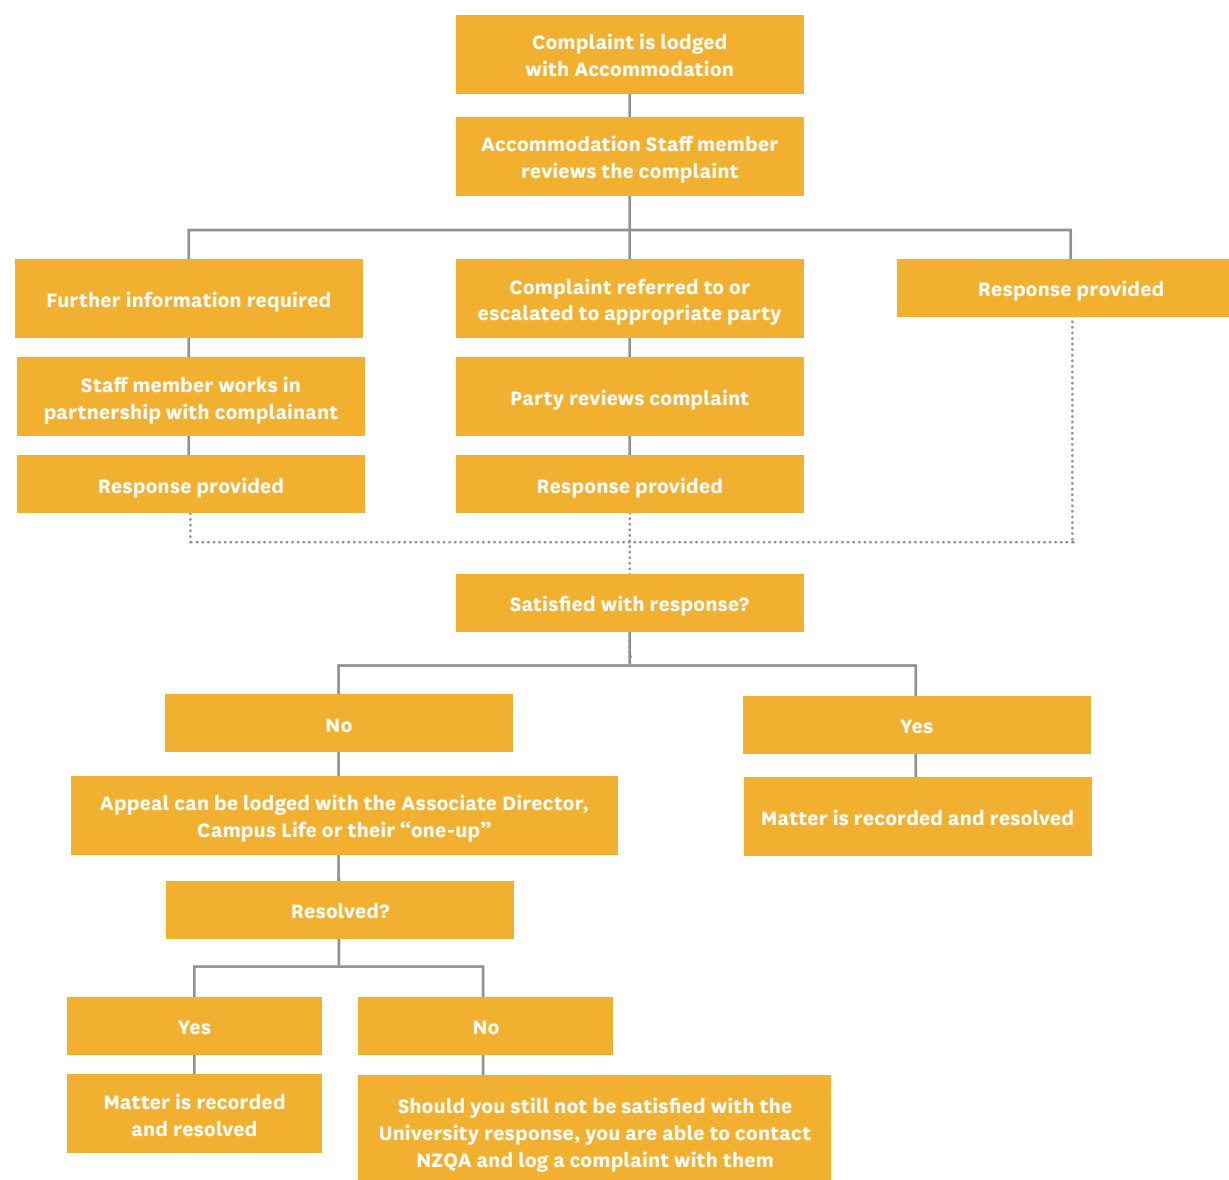 Complaint is lodged
with Accommodation
Accommodation Staff member
reviews the complaint
Further information required
Complaint referred to or
escalated to appropriate party
Response provided
Staff member works in
partnership with complainant
Party reviews complaint
Response provided
Response provided
Satisfied with response?
No
Yes
Appeal can be lodged with the Associate Director,
Campus Life or their “one-up”
Matter is recorded and resolved
Resolved?
Yes
No
Matter is recorded
and resolved
Should you still not be satisfied with the
University response, you are able to contact
NZQA and log a complaint with them